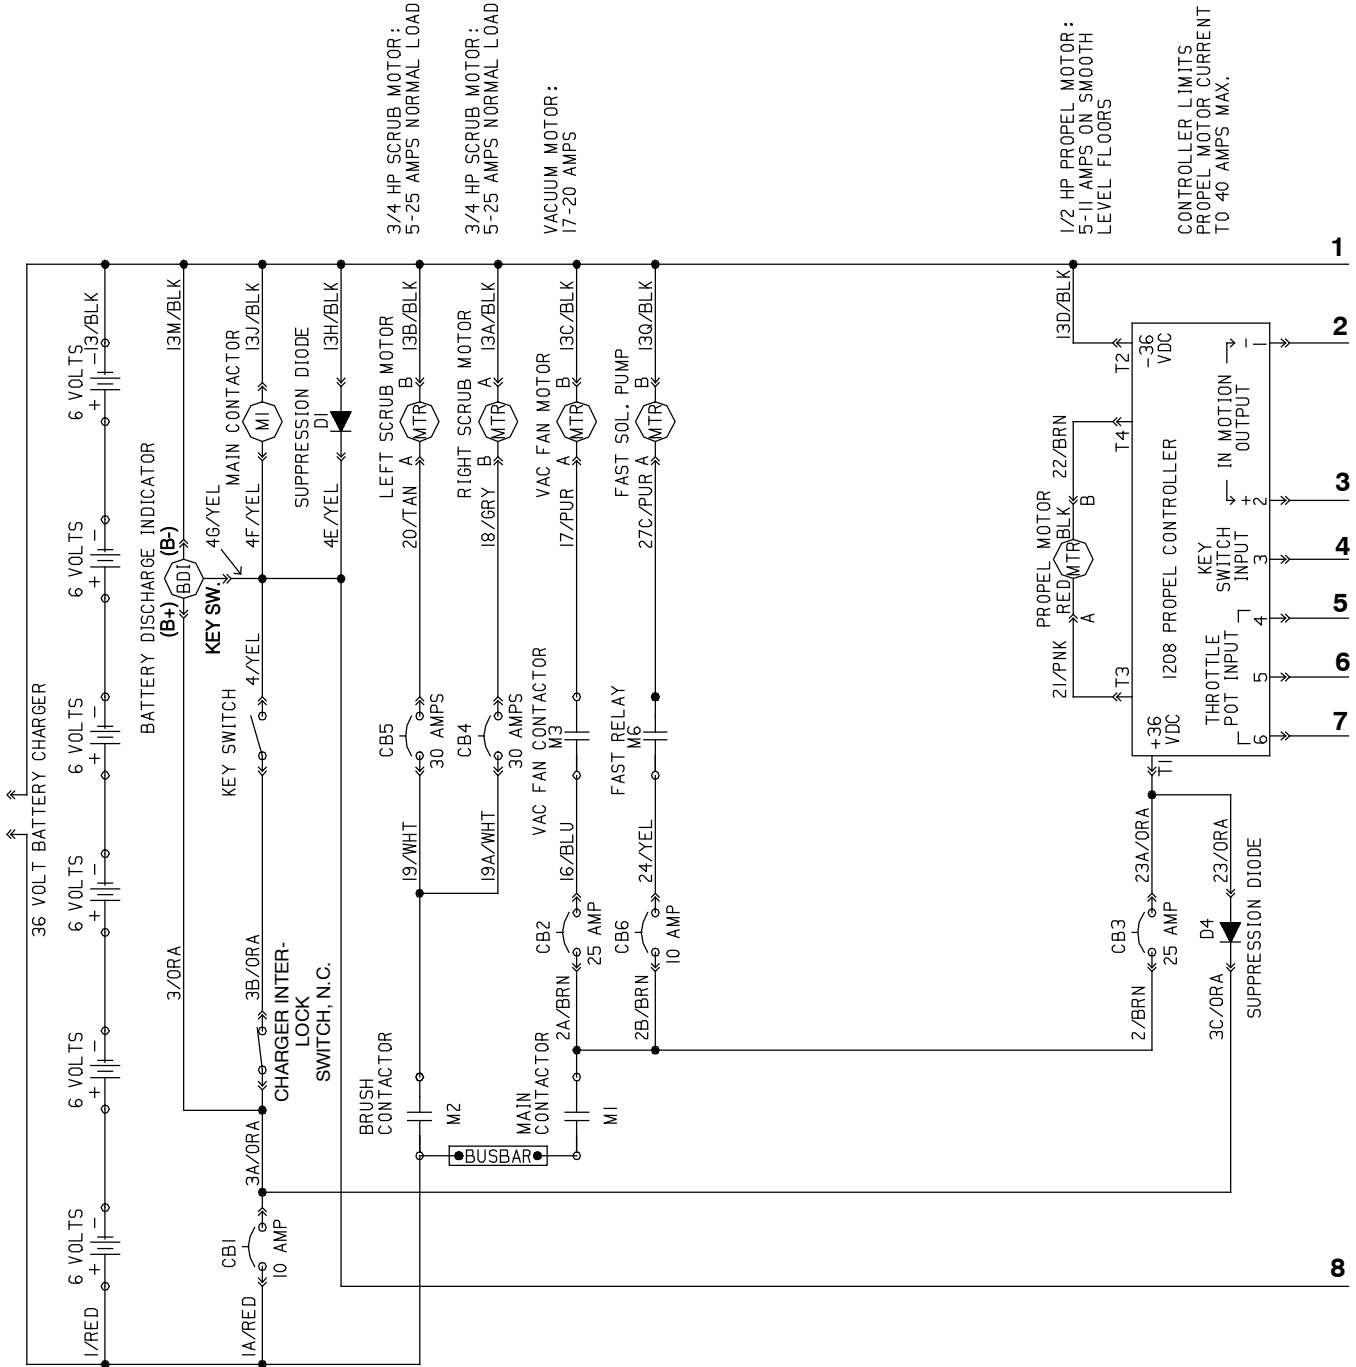 3/4 HP SCRUB MOTOR:
5-25 AMPS NORMAL LOAD
3/4 HP SCRUB MOTOR:
5-25 AMPS NORMAL LOAD
VACUUM MOTOR:
17-20 AMPS
1/2 HP PROPEL MOTOR:
5-11 AMPS ON SMOOTH
LEVEL FLOORS
CONTROLLER LIMITS
PROPEL MOTOR CURRENT
TO 40 AMPS MAX.
36 VOLT BATTERY CHARGER
1/RED
6 VOLTS
+ -
6 VOLTS
+ -
6 VOLTS
+ -
6 VOLTS
+ -
6 VOLTS
+ -
6 VOLTS
+ -
13/BLK
BATTERY DISCHARGE INDICATOR
3/ORA
(B+)
BDI
(B-)
13M/BLK
KEY SW.
4G/YEL
1A/RED
CB1
10 AMP
3A/ORA
CHARGER INTER-
LOCK
SWITCH, N.C.
3B/ORA
KEY SWITCH
4/YEL
4F/YEL
MAIN CONTACTOR
M1
13J/BLK
4E/YEL
SUPPRESSION DIODE
D1
13H/BLK
BRUSH
CONTACTOR
M2
19/WHT
CB5
30 AMPS
20/TAN
LEFT SCRUB MOTOR
A
MTR
B
13B/BLK
19A/WHT
CB4
30 AMPS
18/GRY
RIGHT SCRUB MOTOR
B
MTR
A
13A/BLK
BUSBAR
MAIN
CONTACTOR
M1
2A/BRN
CB2
25 AMP
16/BLU
VAC FAN CONTACTOR
M3
17/PUR
VAC FAN MOTOR
A
MTR
B
13C/BLK
2B/BRN
CB6
10 AMP
24/YEL
FAST RELAY
M6
27C/PUR
FAST SOL. PUMP
A
MTR
B
13Q/BLK
2/BRN
CB3
25 AMP
23A/ORA
3C/ORA
D4
23/ORA
SUPPRESSION DIODE
PROPEL MOTOR
21/PNK
A
RED
MTR
BLK
B
22/BRN
13D/BLK
T1
T3
T4
T2
+36
VDC
-36
VDC
1208 PROPEL CONTROLLER
THROTTLE
POT INPUT
KEY
SWITCH
INPUT
IN MOTION
OUTPUT
+ -
6
5
4
3
2
1
1
2
3
4
5
6
7
8